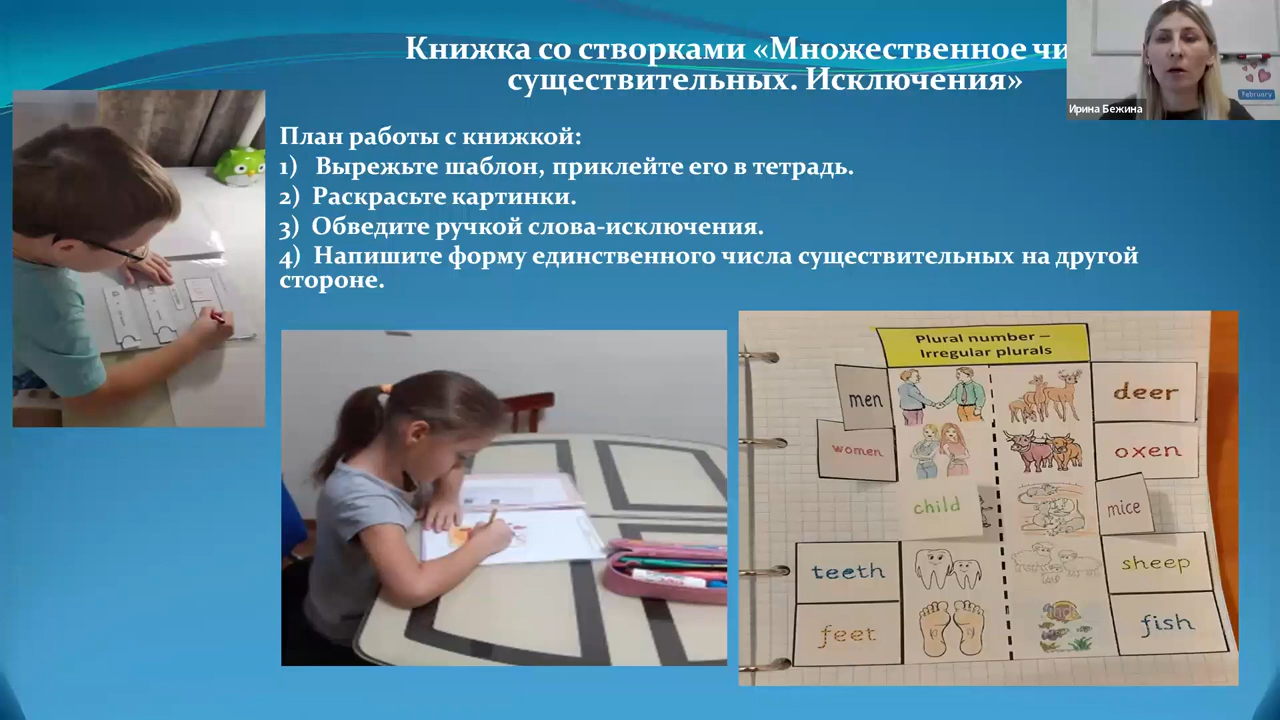 Книжка со створками «Множественное чи
существительных. Исключения»
Ирина Бежина
February
План работы с книжкой:
1) Вырежьте шаблон, приклейте его в тетрадь.
2) Раскрасьте картинки.
3) Обведите ручкой слова-исключения.
4) Напишите форму единственного числа существительных на другой
стороне.
Plural number –
Irregular plurals
men
deer
women
oxen
child
mice
teeth
sheep
feet
fish